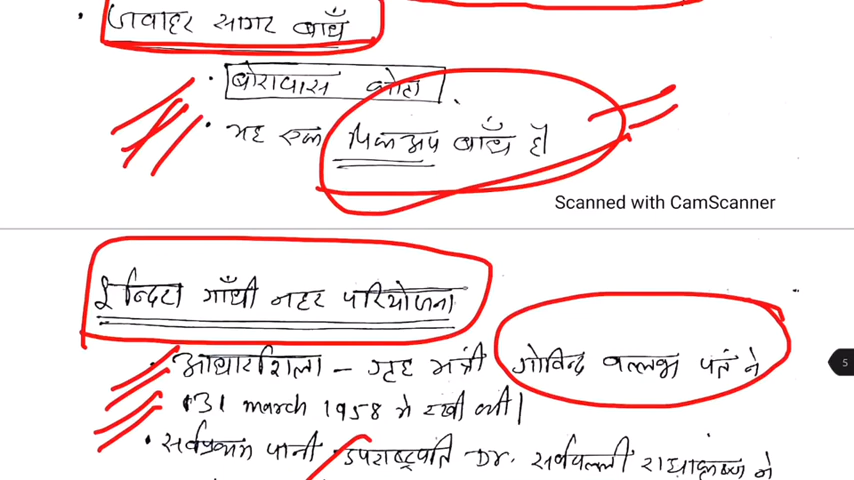 जवाहर सागर बाँध
बोरावास कोटा
यह एक पिकअप बाँध है
Scanned with CamScanner
इन्दिरा गाँधी नहर परियोजना
आधारशिला – गृह मंत्री गोविन्द वल्लभ पंत ने
31 march 1958 मे रखी थी।
सर्वप्रथम पानी उपराष्ट्रपति Dr. सर्वपल्ली राधाकृष्ण ने
5